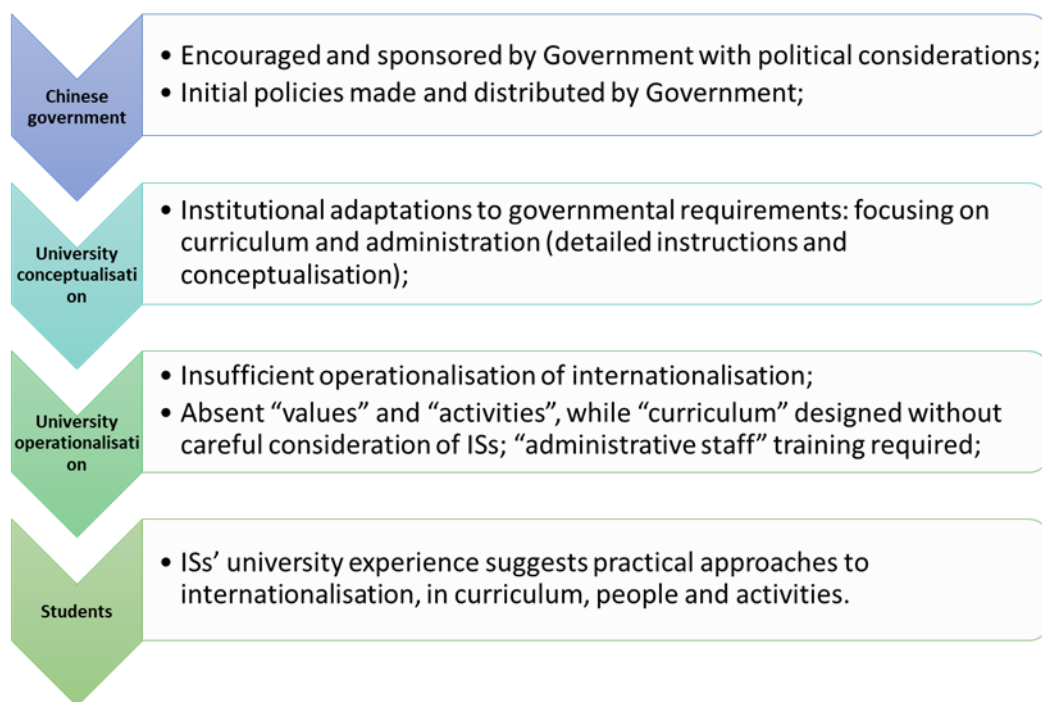 Chinese
government
• Encouraged and sponsored by Government with political considerations;
• Initial policies made and distributed by Government;
University
conceptualisati
on
• Institutional adaptations to governmental requirements: focusing on
curriculum and administration (detailed instructions and
conceptualisation);
University
operationalisati
on
• Insufficient operationalisation of internationalisation;
• Absent “values” and “activities”, while “curriculum” designed without
careful consideration of ISs; “administrative staff” training required;
Students
• ISs’ university experience suggests practical approaches to
internationalisation, in curriculum, people and activities.